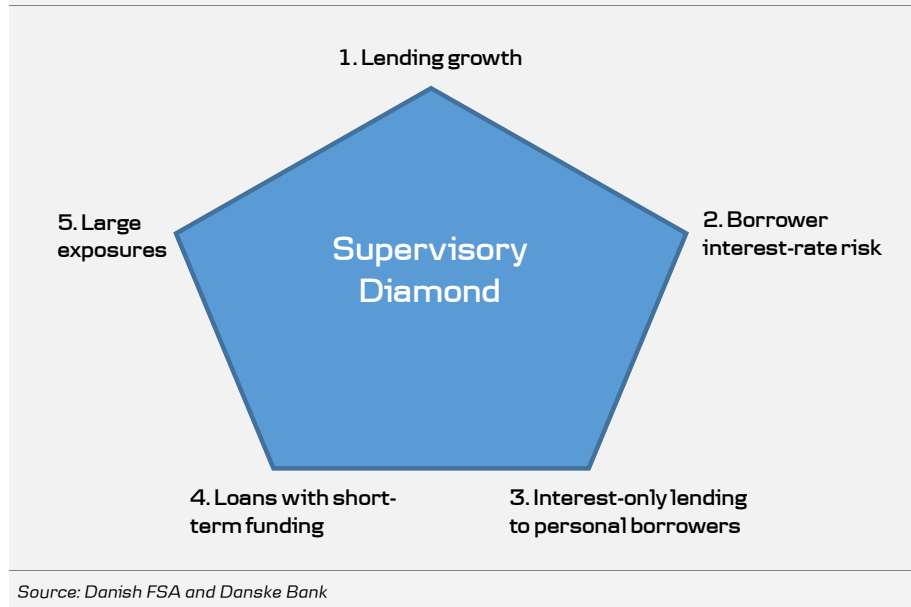 1. Lending growth
2. Borrower
interest-rate risk
3. Interest-only lending
to personal borrowers
4. Loans with short-
term funding
5. Large
exposures
Supervisory
Diamond
Source: Danish FSA and Danske Bank